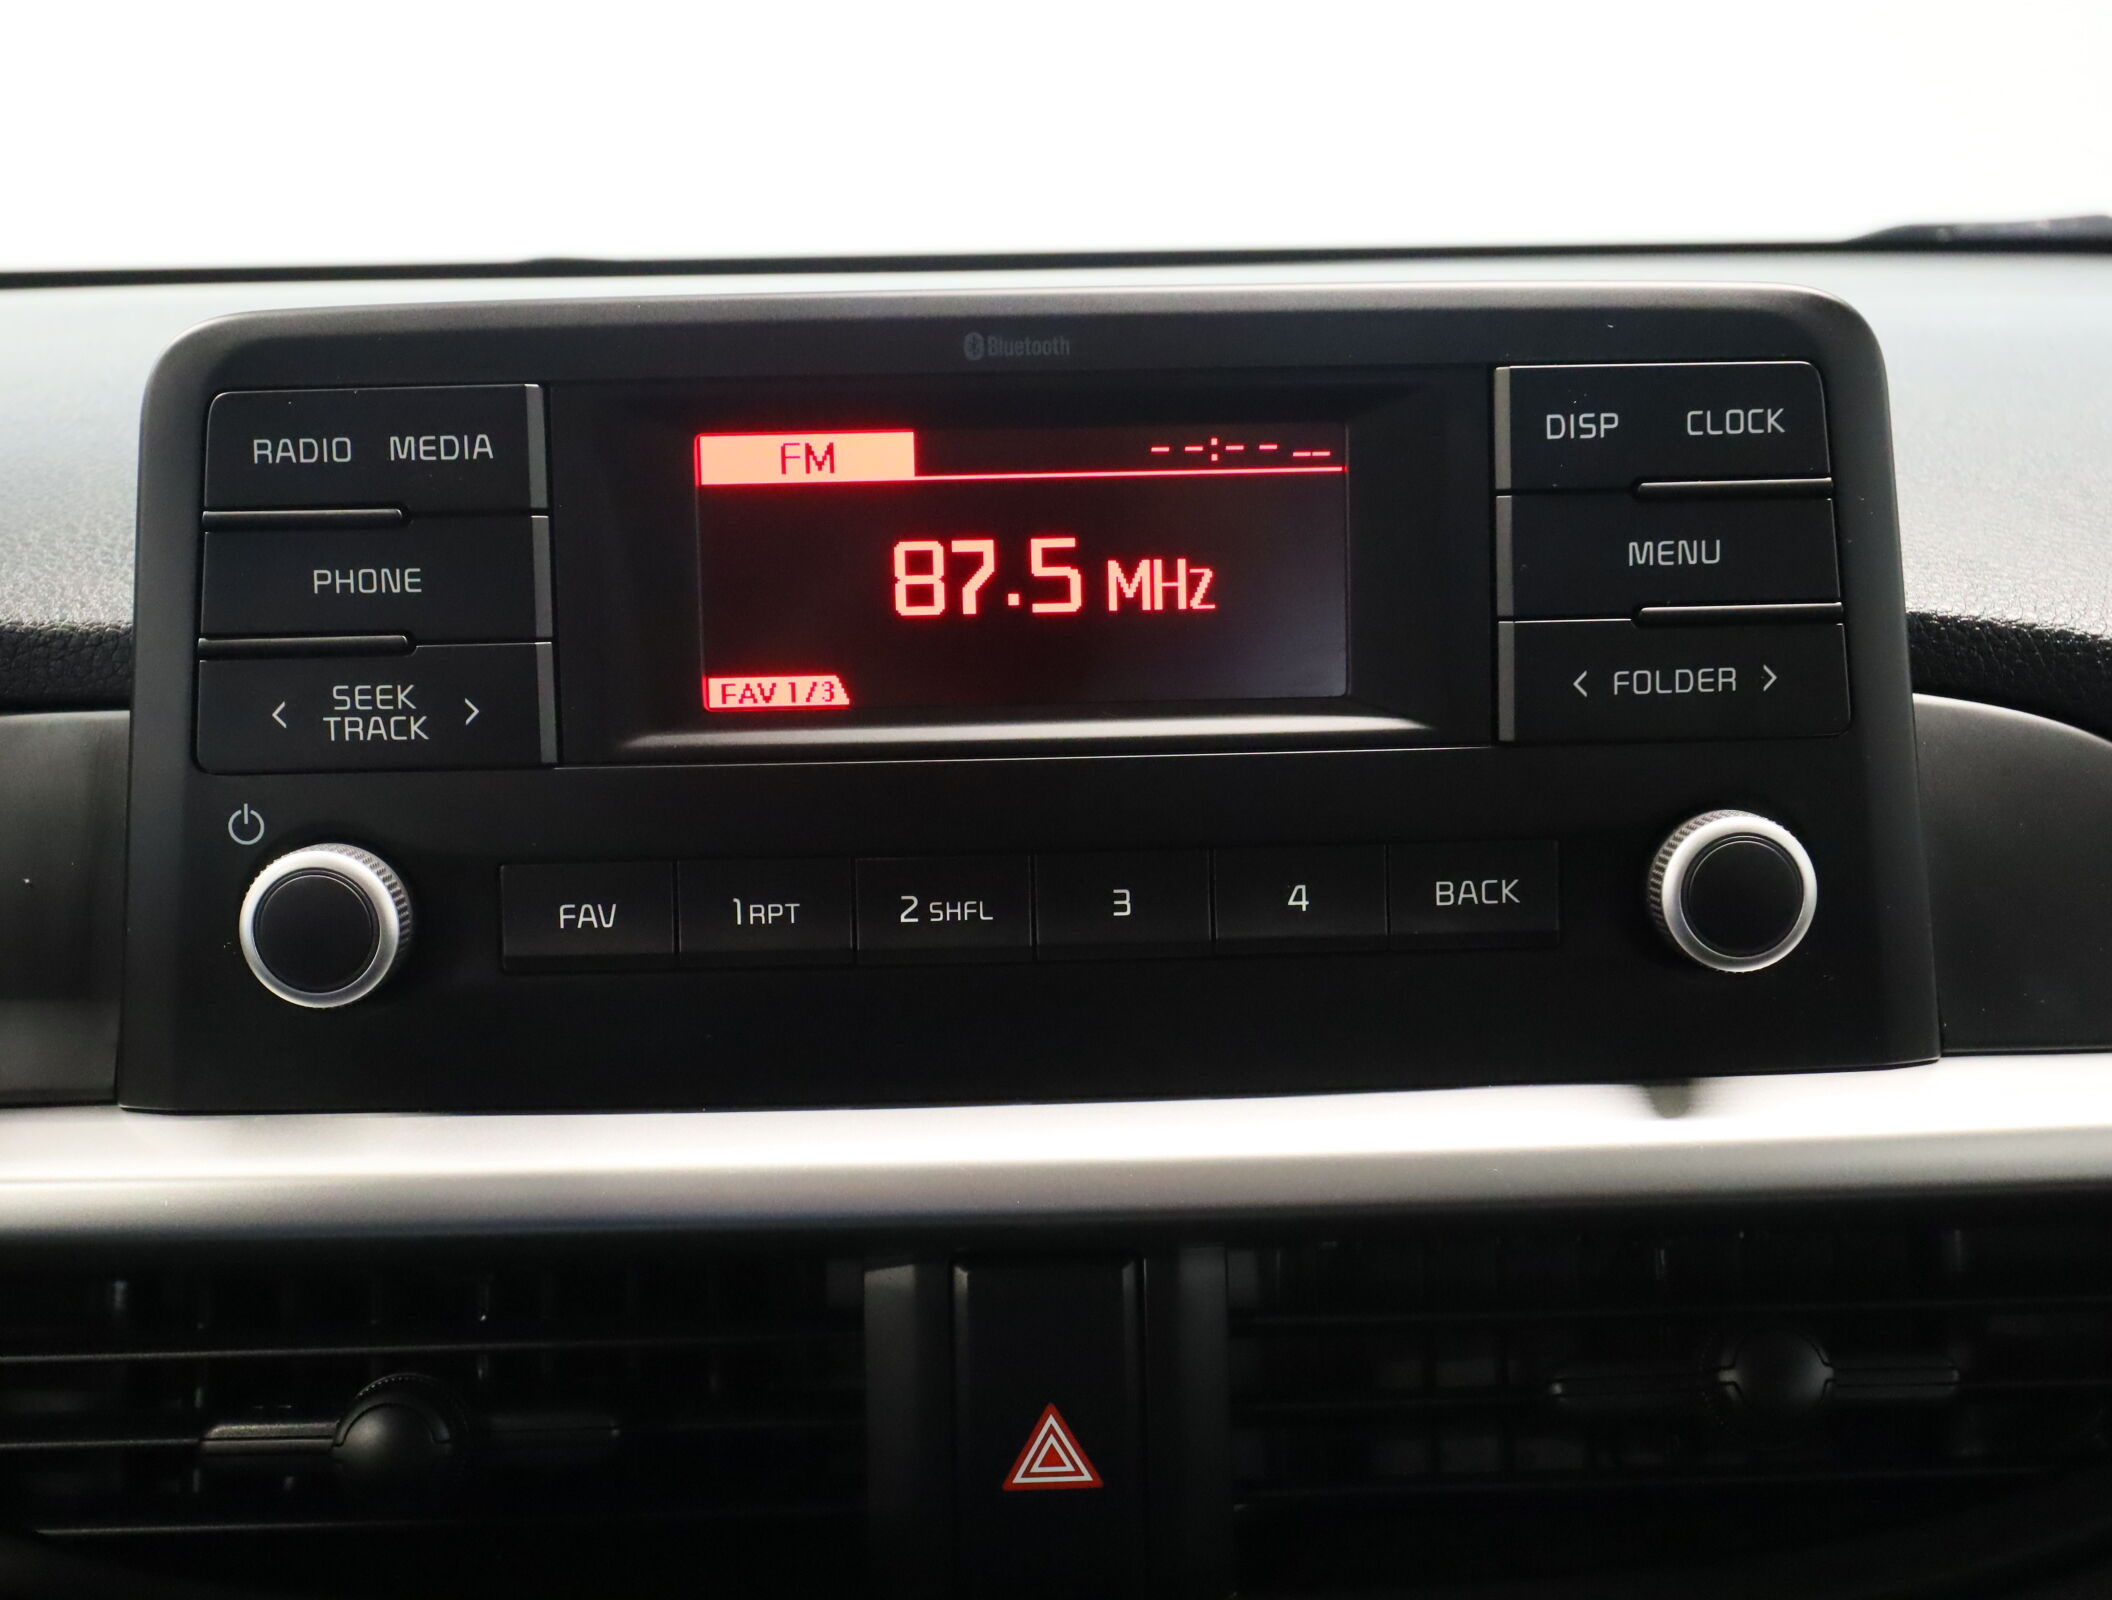 Bluetooth
RADIO MEDIA
PHONE
< SEEK TRACK >
FM --:-- --
87.5 MHz
FAV 1/3
DISP CLOCK
MENU
< FOLDER >
FAV 1 RPT 2 SHFL 3 4 BACK